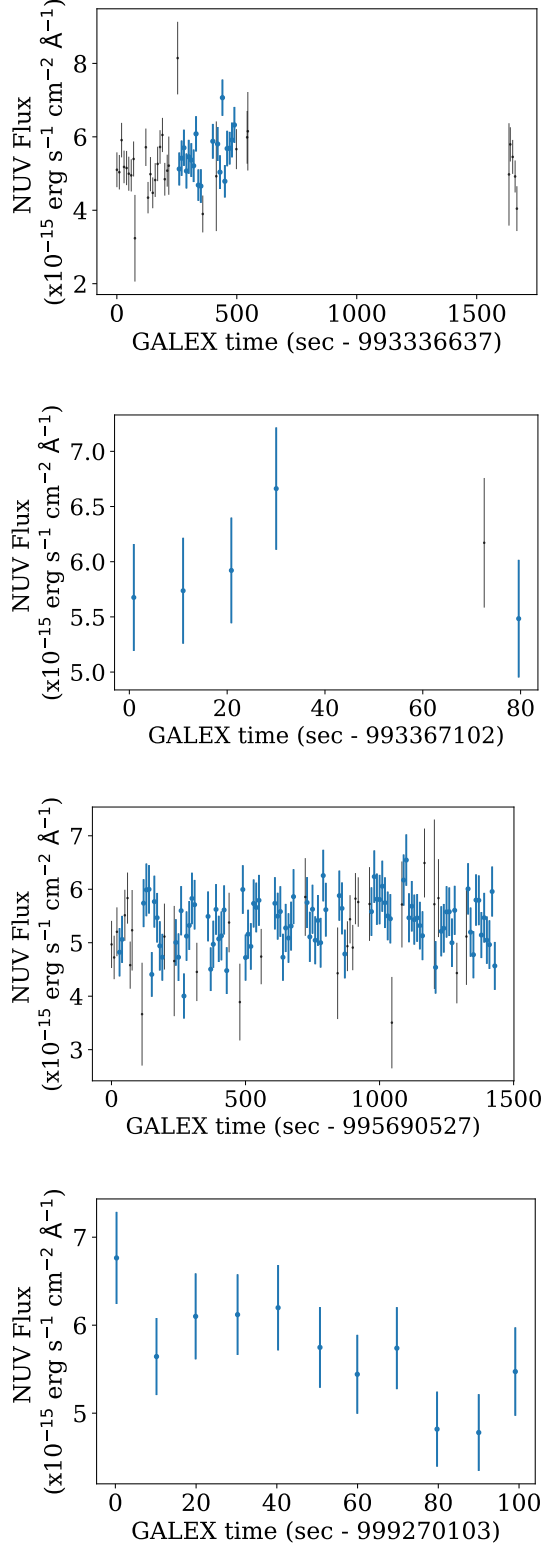 NUV Flux
(x10⁻¹⁵ erg s⁻¹ cm⁻² Å⁻¹)
8
6
4
2
0 500 1000 1500
GALEX time (sec - 993336637)
NUV Flux
(x10⁻¹⁵ erg s⁻¹ cm⁻² Å⁻¹)
7.0
6.5
6.0
5.5
5.0
0 20 40 60 80
GALEX time (sec - 993367102)
NUV Flux
(x10⁻¹⁵ erg s⁻¹ cm⁻² Å⁻¹)
7
6
5
4
3
0 500 1000 1500
GALEX time (sec - 995690527)
NUV Flux
(x10⁻¹⁵ erg s⁻¹ cm⁻² Å⁻¹)
7
6
5
0 20 40 60 80 100
GALEX time (sec - 999270103)